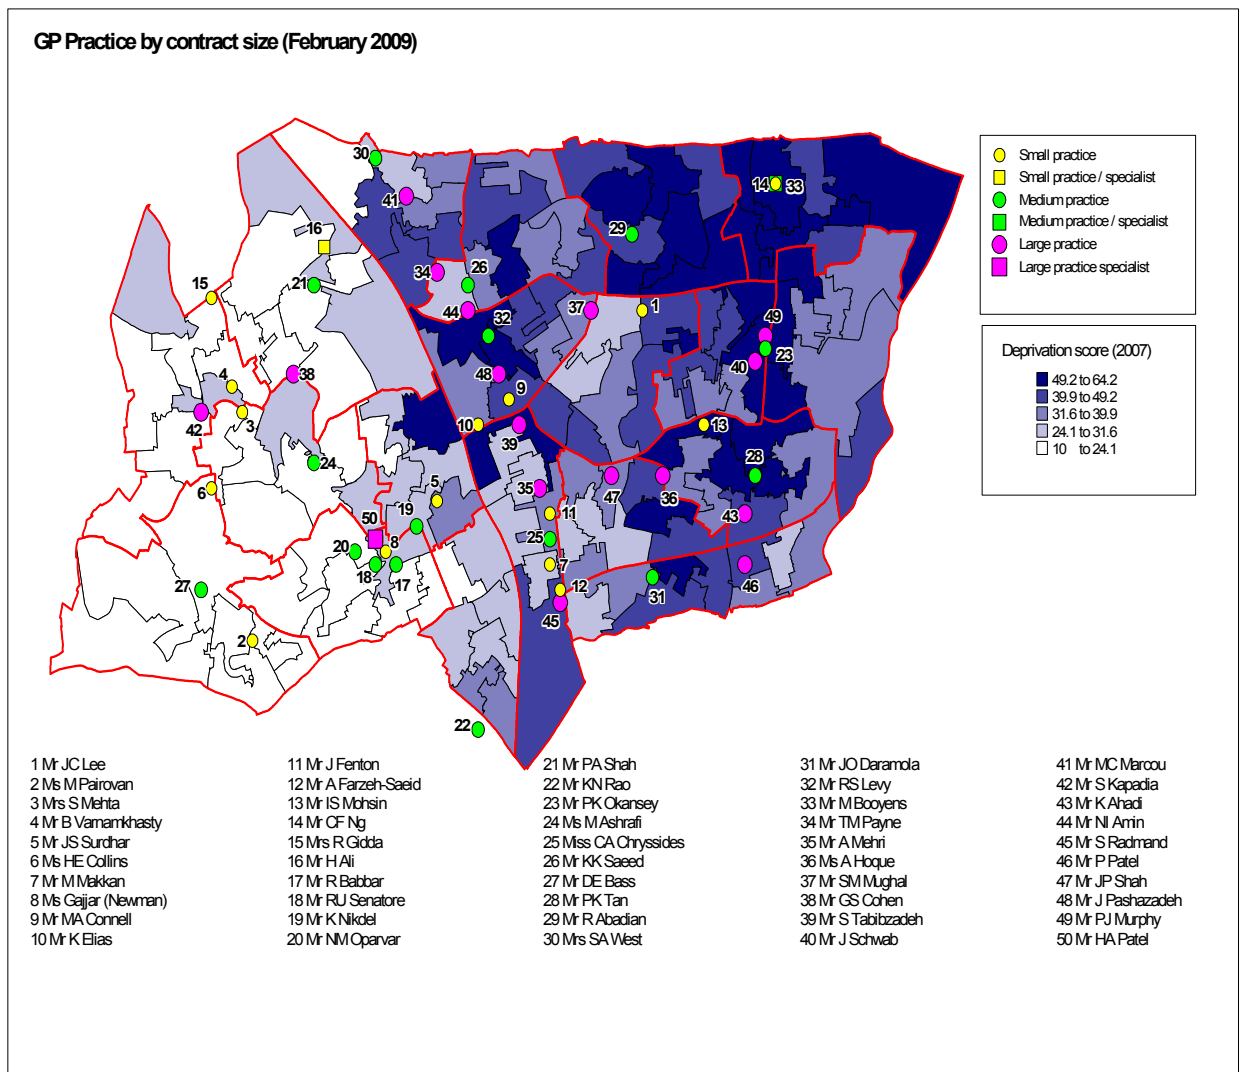 GP Practice by contract size (February 2009)
30
41
14 33
29
16
34
26
21
15
44
37
1
32
49
23
40
38
48
4
9
42
3
10
39
13
24
28
6
5
35
47
36
50
19
11
43
25
20
8
18
17
7
46
27
12
31
45
2
22
Small practice
Small practice / specialist
Medium practice
Medium practice / specialist
Large practice
Large practice specialist
Deprivation score (2007)
49.2 to 64.2
39.9 to 49.2
31.6 to 39.9
24.1 to 31.6
10 to 24.1
1 Mr JC Lee
2 Ms M Pairovan
3 Mrs S Mehta
4 Mr B Varnamkhasty
5 Mr JS Surdhar
6 Ms HE Collins
7 Mr M Makkan
8 Ms Gajjar (Newman)
9 Mr MA Connell
10 Mr K Elias
11 Mr J Fenton
12 Mr A Farzeh-Saeid
13 Mr IS Mohsin
14 Mr CF Ng
15 Mrs R Gidda
16 Mr H Ali
17 Mr R Babbar
18 Mr RU Senatore
19 Mr K Nikdel
20 Mr NM Oparvar
21 Mr PA Shah
22 Mr KN Rao
23 Mr PK Okansey
24 Ms M Ashrafi
25 Miss CA Chryssides
26 Mr KK Saeed
27 Mr DE Bass
28 Mr PK Tan
29 Mr R Abadian
30 Mrs SA West
31 Mr JO Daramola
32 Mr RS Levy
33 Mr M Booyens
34 Mr TM Payne
35 Mr A Mehri
36 Ms A Hoque
37 Mr SM Mughal
38 Mr GS Cohen
39 Mr S Tabibzadeh
40 Mr J Schwab
41 Mr MC Marcou
42 Mr S Kapadia
43 Mr K Ahadi
44 Mr NI Amin
45 Mr S Radmand
46 Mr P Patel
47 Mr JP Shah
48 Mr J Pashazadeh
49 Mr PJ Murphy
50 Mr HA Patel